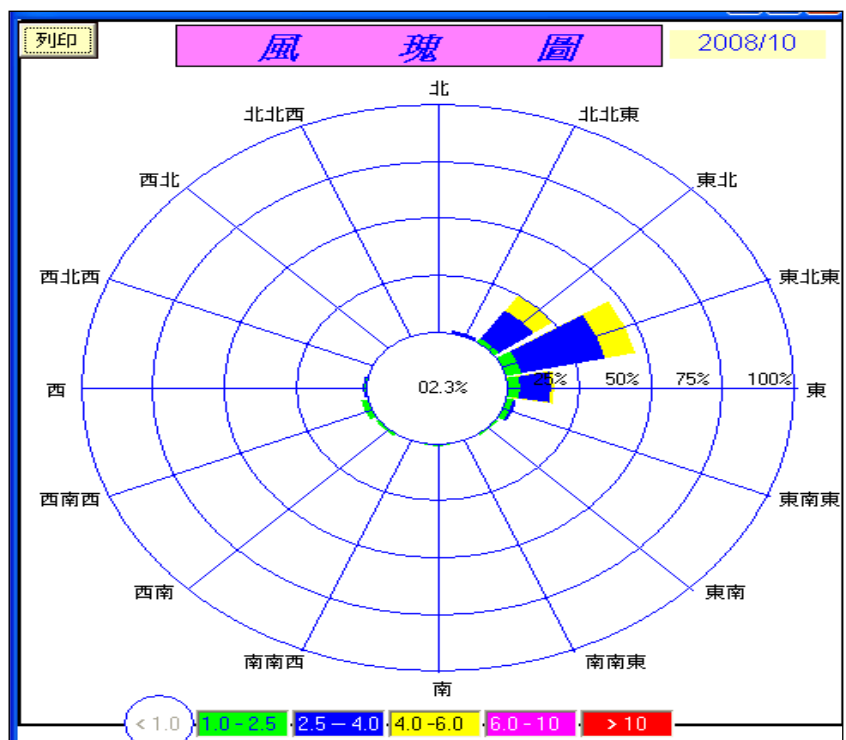 列印
風瑰圖
2008/10
北
北北西
北北東
西北
東北
西北西
東北東
西
02.3%
25%
50%
75%
100%
東
西南西
東南東
西南
東南
南南西
南南東
南
< 1.0
1.0-2.5
2.5－4.0
4.0-6.0
6.0-10
> 10